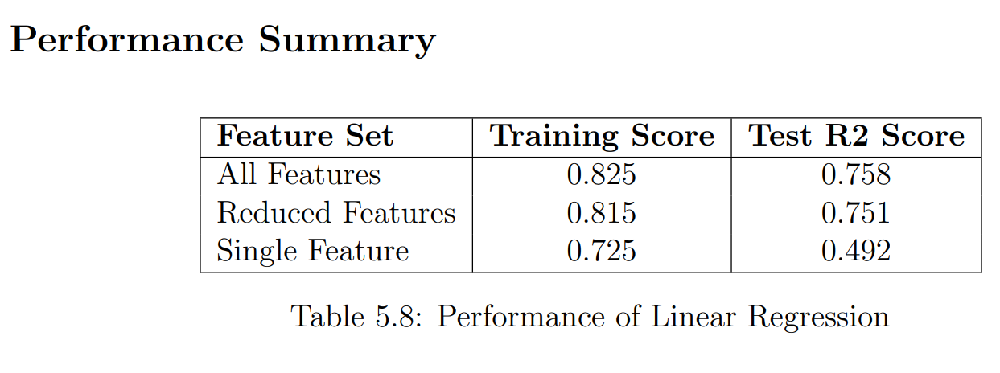 Performance Summary
Feature Set Training Score Test R2 Score
All Features 0.825 0.758
Reduced Features 0.815 0.751
Single Feature 0.725 0.492
Table 5.8: Performance of Linear Regression